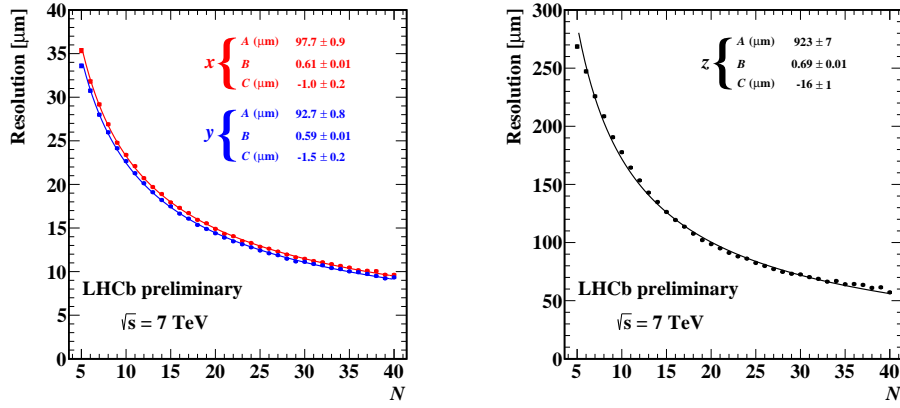 Resolution [μm]
40
35
30
25
20
15
10
5
0
x { A (μm) 97.7 ± 0.9
B 0.61 ± 0.01
C (μm) -1.0 ± 0.2
y { A (μm) 92.7 ± 0.8
B 0.59 ± 0.01
C (μm) -1.5 ± 0.2
LHCb preliminary
√s = 7 TeV
5 10 15 20 25 30 35 40
N
Resolution [μm]
300
250
200
150
100
50
0
z { A (μm) 923 ± 7
B 0.69 ± 0.01
C (μm) -16 ± 1
LHCb preliminary
√s = 7 TeV
5 10 15 20 25 30 35 40
N